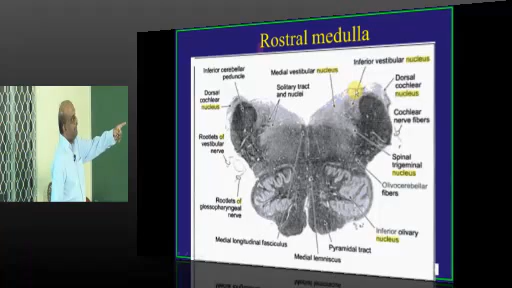 Rostral medulla
Inferior cerebellar
peduncle
Medial vestibular nucleus
Inferior vestibular nucleus
Solitary tract
and nuclei
Dorsal
cochlear
nucleus
Dorsal
cochlear
nucleus
Cochlear
nerve fibers
Rootlets of
vestibular
nerve
Spinal
trigeminal
nucleus
Olivocerebellar
fibers
Rootlets of
glossopharyngeal
nerve
Inferior olivary
nucleus
Medial longitudinal fasciculus
Pyramidal tract
Medial lemniscus